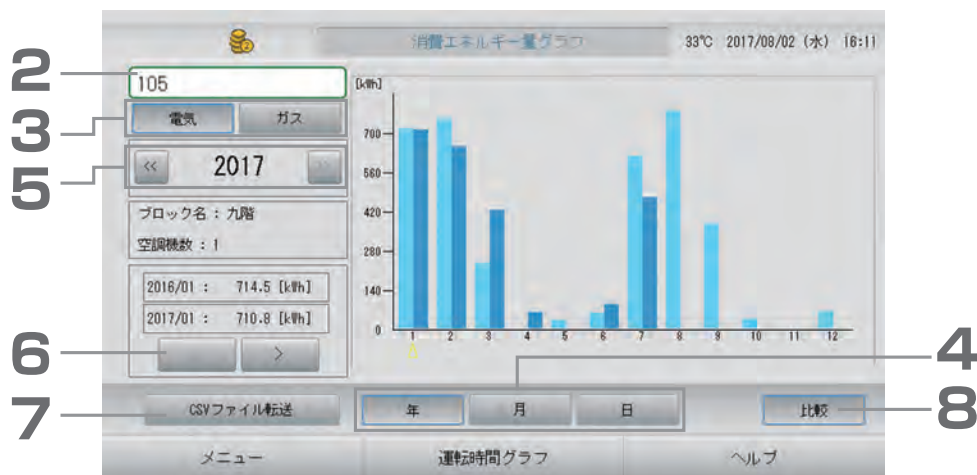 消費エネルギー量グラフ 33℃ 2017/08/02 (水) 16:11
2
105
3
電気 ガス
5
<< 2017 >>
ブロック名 : 九階
空調機数 : 1
2016/01 : 714.5 [kWh]
2017/01 : 710.8 [kWh]
6
>
[kWh]
700
560
420
280
140
0
1 2 3 4 5 6 7 8 9 10 11 12
4
7
CSVファイル転送 年 月 日 比較
8
メニュー 運転時間グラフ ヘルプ